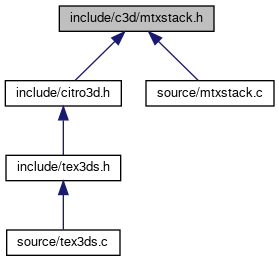 include/c3d/mtxstack.h
include/citro3d.h
source/mtxstack.c
include/tex3ds.h
source/tex3ds.c